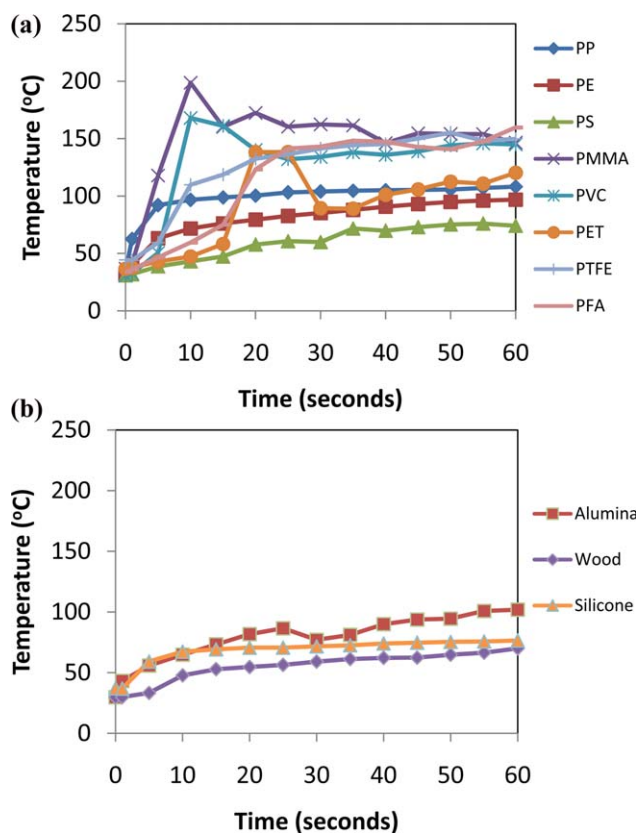 (a)
250
200
150
100
50
0
Temperature (°C)
0 10 20 30 40 50 60
Time (seconds)
PP
PE
PS
PMMA
PVC
PET
PTFE
PFA
(b)
250
200
150
100
50
0
Temperature (°C)
0 10 20 30 40 50 60
Time (seconds)
Alumina
Wood
Silicone